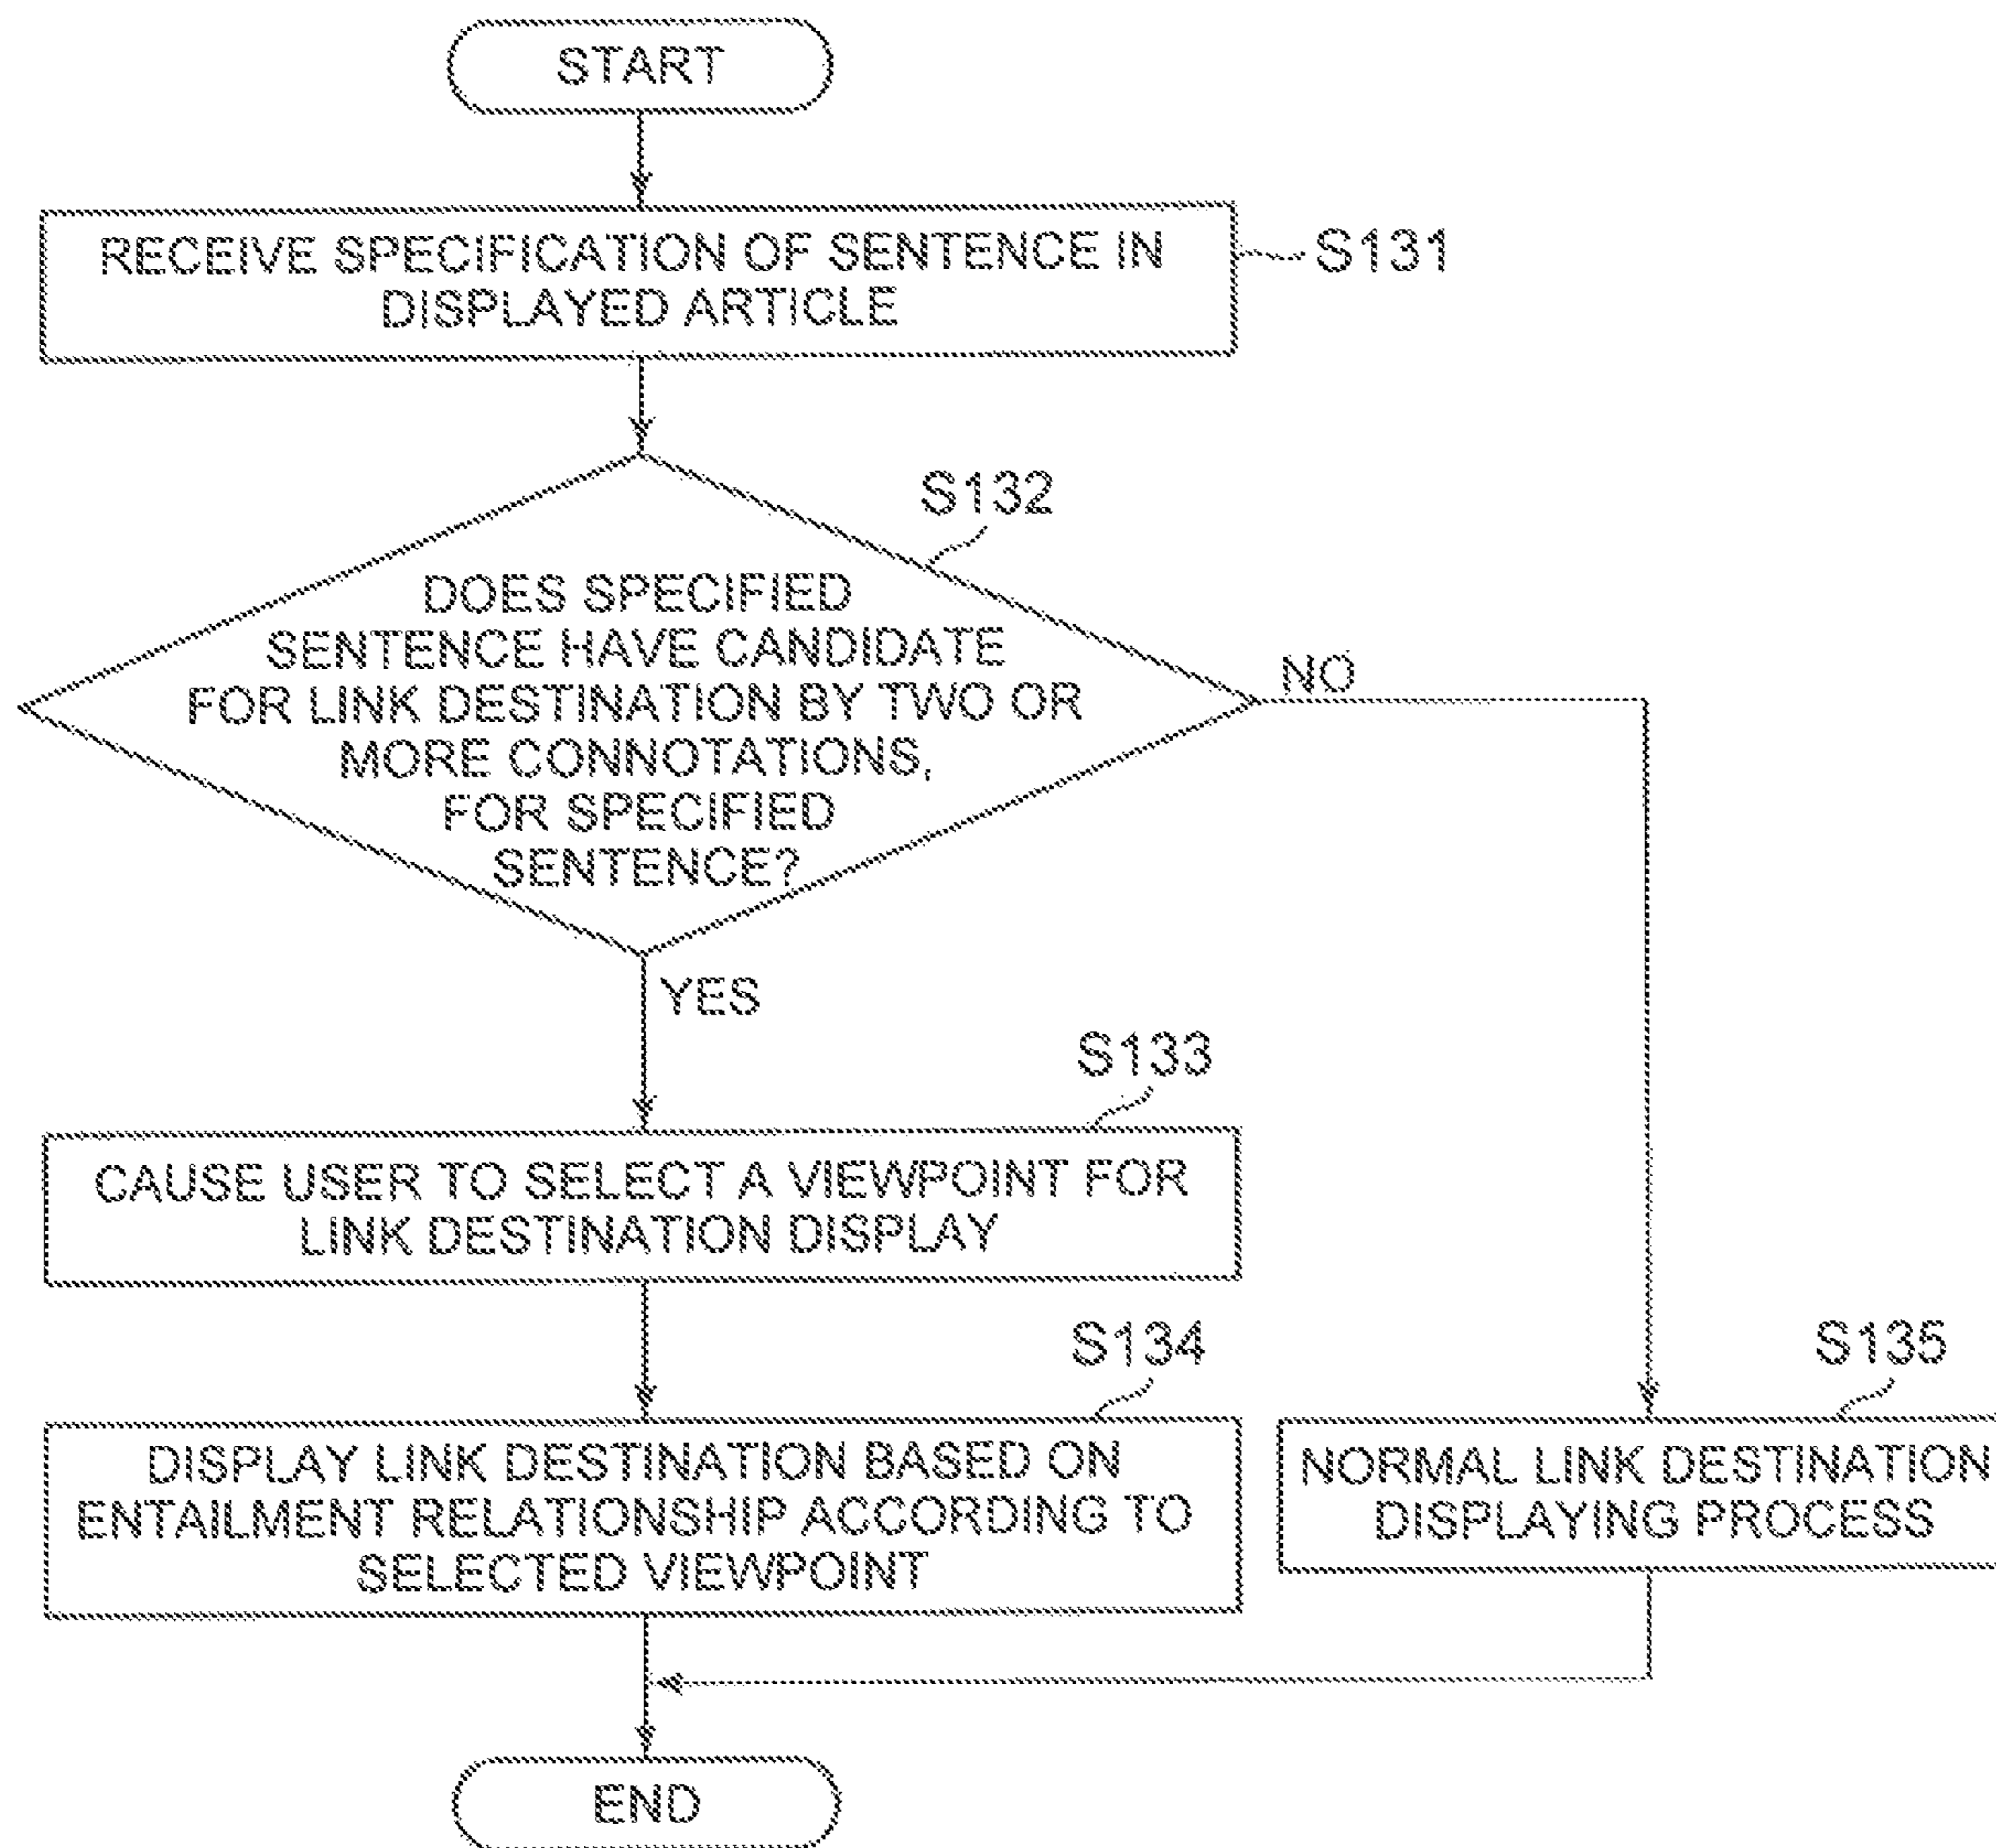 START
RECEIVE SPECIFICATION OF SENTENCE IN
DISPLAYED ARTICLE
S131
S132
DOES SPECIFIED
SENTENCE HAVE CANDIDATE
FOR LINK DESTINATION BY TWO OR
MORE CONNOTATIONS,
FOR SPECIFIED
SENTENCE?
NO
YES
S133
CAUSE USER TO SELECT A VIEWPOINT FOR
LINK DESTINATION DISPLAY
S134
DISPLAY LINK DESTINATION BASED ON
ENTAILMENT RELATIONSHIP ACCORDING TO
SELECTED VIEWPOINT
S135
NORMAL LINK DESTINATION
DISPLAYING PROCESS
END